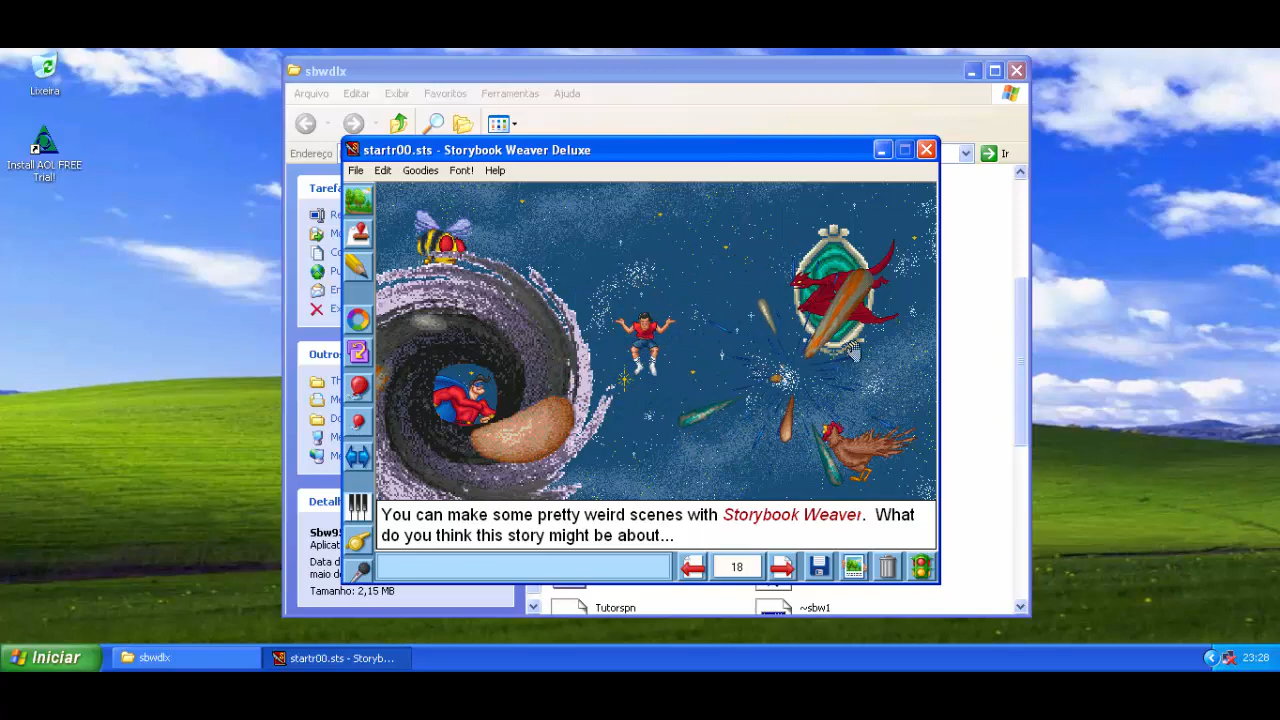 Lixeira
Install AOL FREE
Trial!
sbwdlx
Arquivo Editar Exibir Favoritos Ferramentas Ajuda
Endereço
Ir
startr00.sts - Storybook Weaver Deluxe
File Edit Goodies Font! Help
Taref
Outro
Detal
Sbw9
Aplicat
Data d
maio d
Tamanho: 2,15 MB
You can make some pretty weird scenes with Storybook Weaver. What
do you think this story might be about...
18
Tutorspn
~sbw1
Iniciar
sbwdlx
startr00.sts - Storyb...
23:28